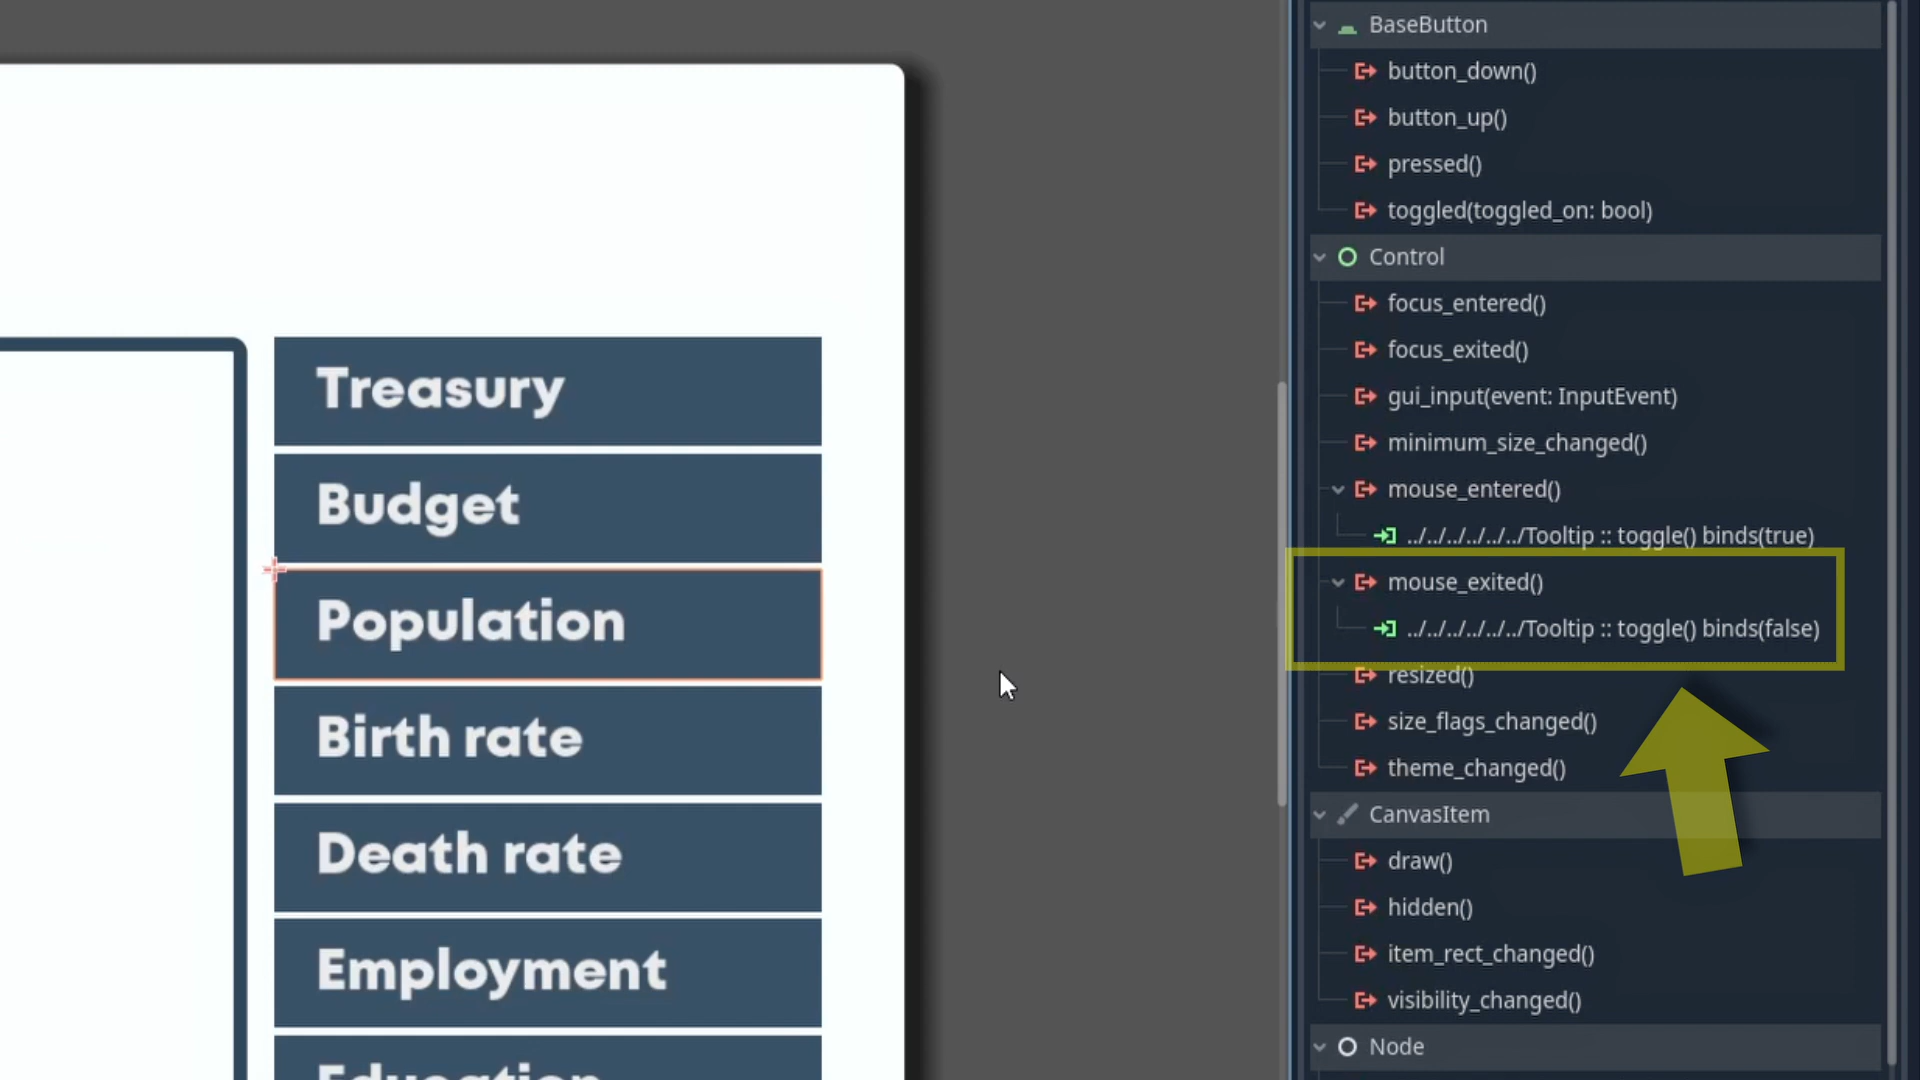 Treasury
Budget
Population
Birth rate
Death rate
Employment
Education
BaseButton
button_down()
button_up()
pressed()
toggled(toggled_on: bool)
Control
focus_entered()
focus_exited()
gui_input(event: InputEvent)
minimum_size_changed()
mouse_entered()
../../../../../../Tooltip :: toggle() binds(true)
mouse_exited()
../../../../../../Tooltip :: toggle() binds(false)
resized()
size_flags_changed()
theme_changed()
CanvasItem
draw()
hidden()
item_rect_changed()
visibility_changed()
Node